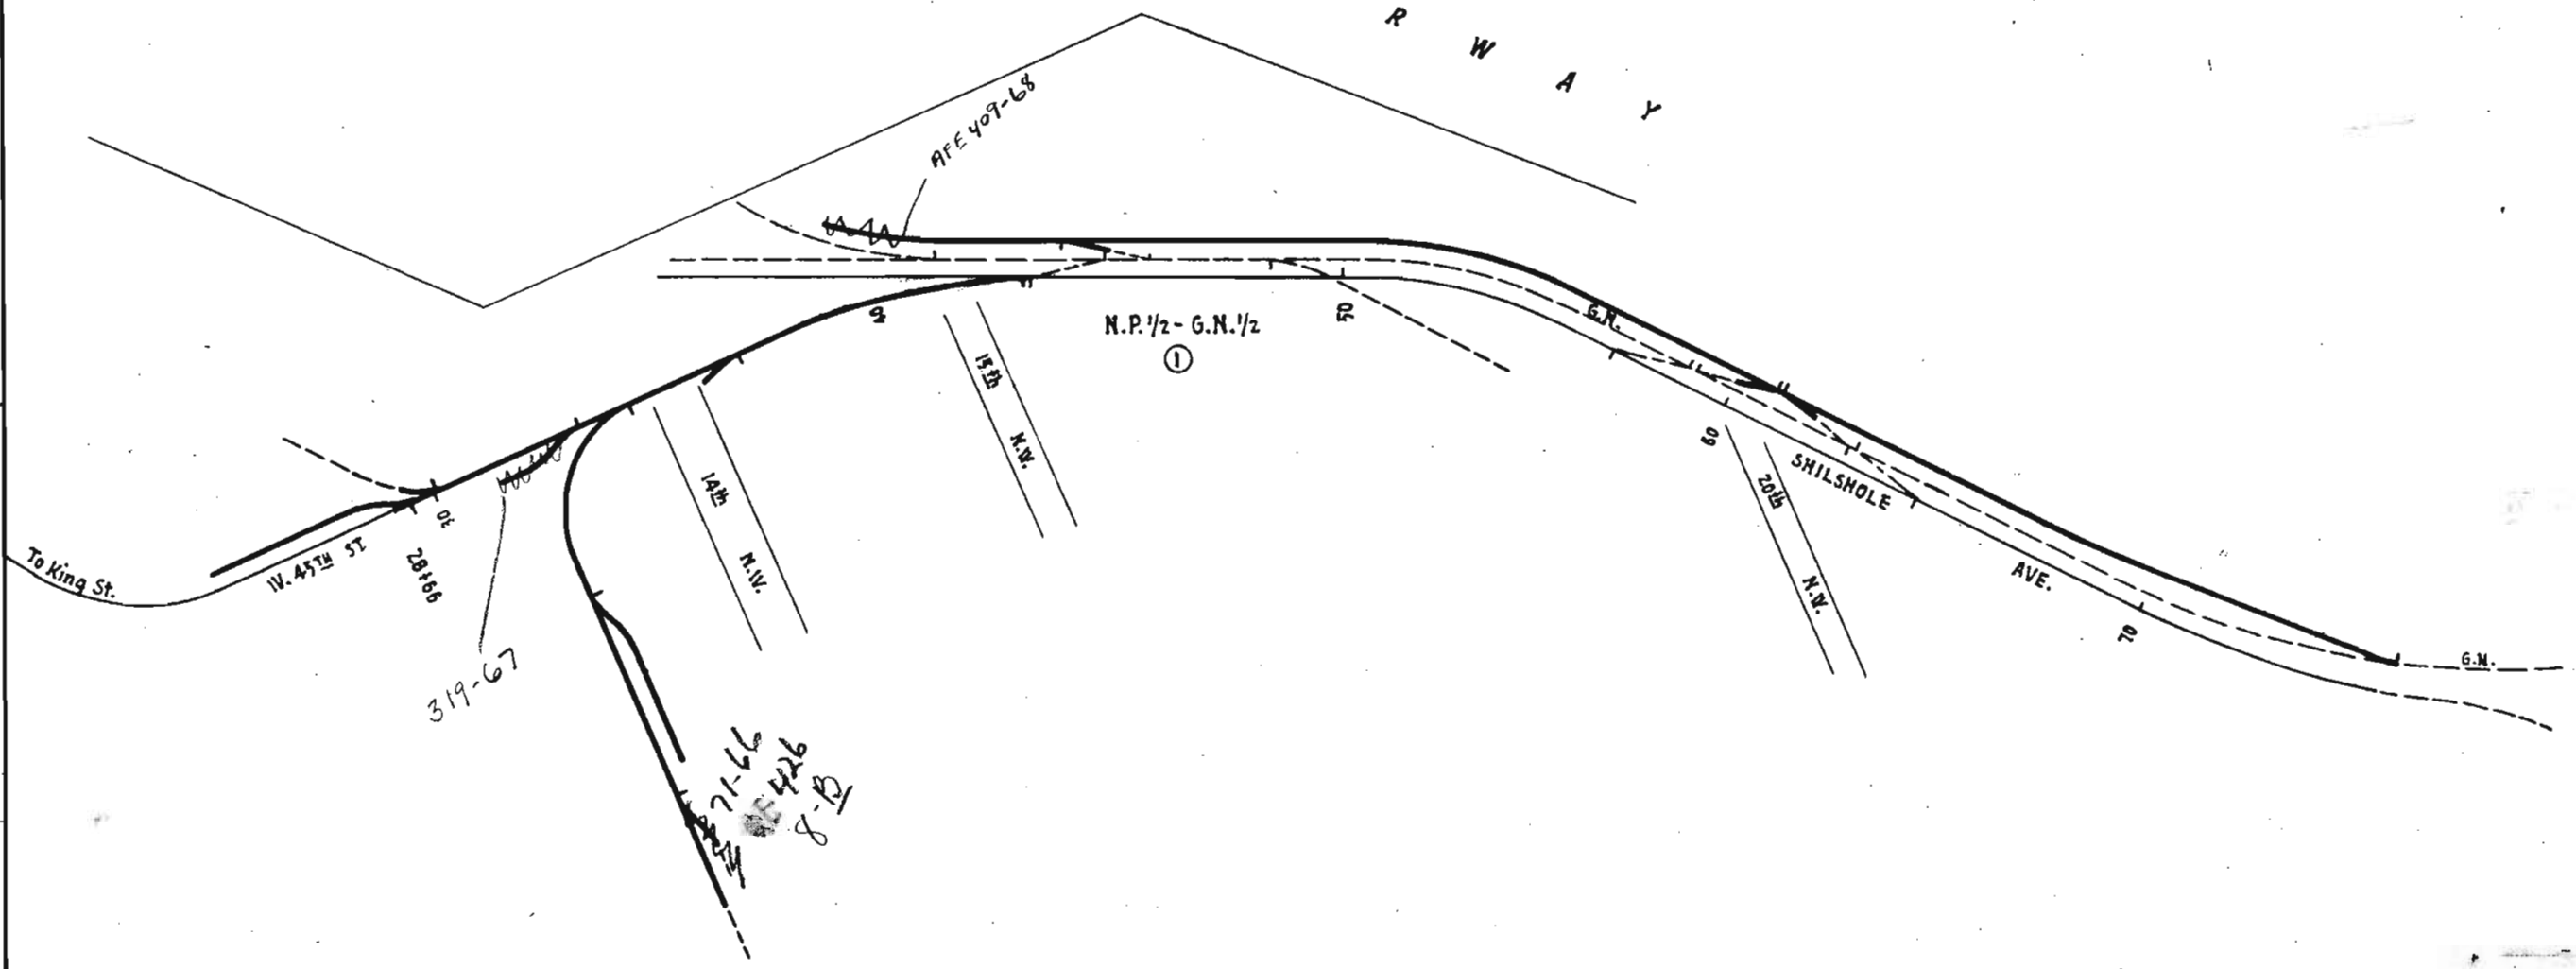 R W A Y
AFE 409-68
N.P. 1/2 - G.N. 1/2
1
50
G.N.
15th N.W.
14th N.W.
60
20th N.W.
SHILSHOLE AVE.
70
G.N.
30
28+66
W. 45TH ST
To King St.
319-67
71-66
426
8-B